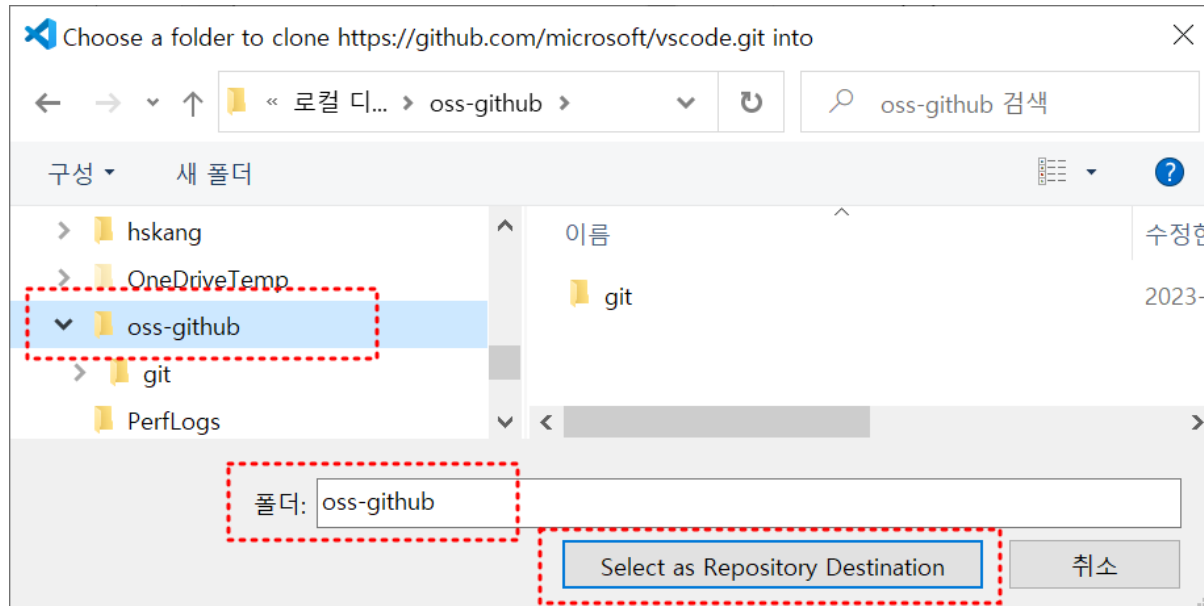 Choose a folder to clone https://github.com/microsoft/vscode.git into
« 로컬 디... > oss-github >
oss-github 검색
구성
새 폴더
hskang
OneDriveTemp
oss-github
git
PerfLogs
이름
수정한
git
2023-
폴더: oss-github
Select as Repository Destination
취소